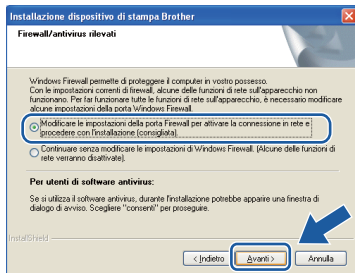 Installazione dispositivo di stampa Brother
Firewall/antivirus rilevati
Windows Firewall permette di proteggere il computer in vostro possesso.
Con le impostazioni correnti di firewall, alcune delle funzioni di rete sull'apparecchio non
funzionano. Per far funzionare tutte le funzioni di rete sull'apparecchio, è necessario modificare
alcune impostazioni della porta Windows Firewall.
Modificare le impostazioni della porta Firewall per attivare la connessione in rete e
procedere con l'installazione (consigliata).
Continuare senza modificare le impostazioni di Windows Firewall. (Alcune delle funzioni di
rete verranno disattivate).
Per utenti di software antivirus:
Se si utilizza il software antivirus, durante l'installazione potrebbe apparire una finestra di
dialogo di avviso. Scegliere "consenti" per proseguire.
InstallShield
< Indietro
Avanti >
Annulla